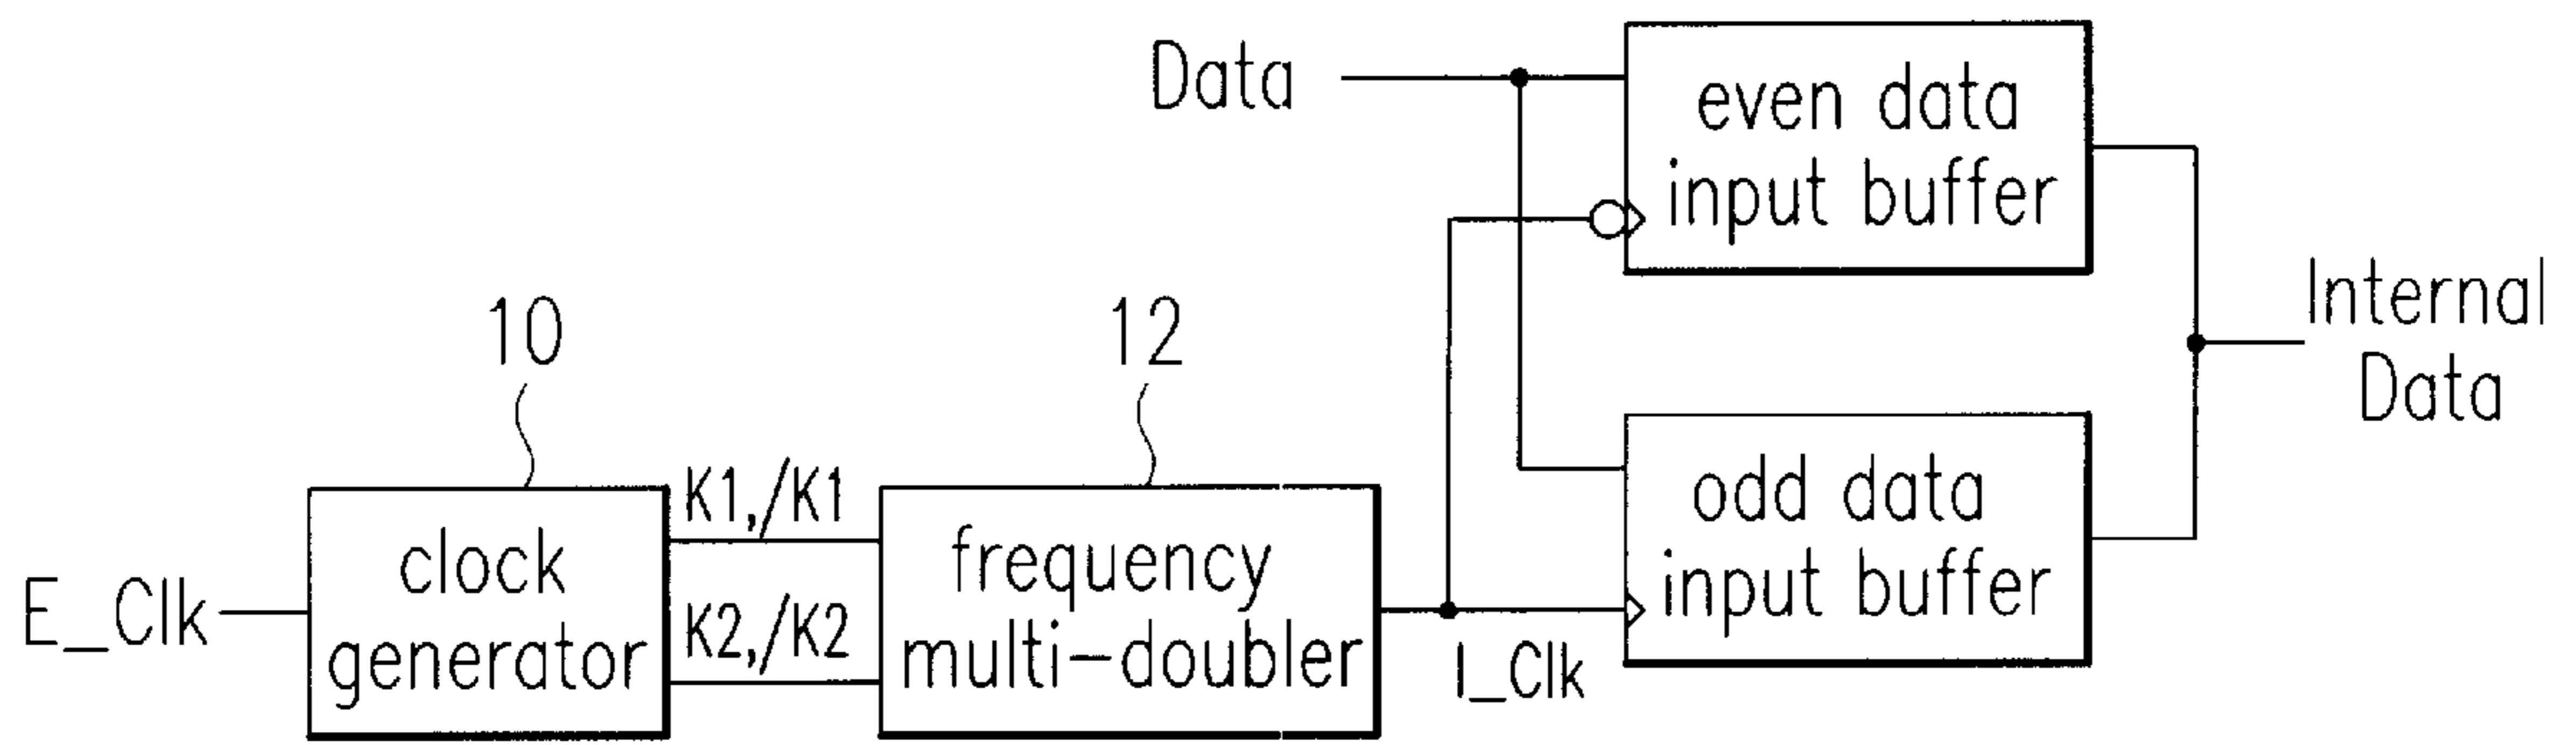 Data
even data
input buffer
Internal
Data
10
12
odd data
input buffer
K1,/K1
K2,/K2
E_Clk
clock
generator
frequency
multi-doubler
I_Clk